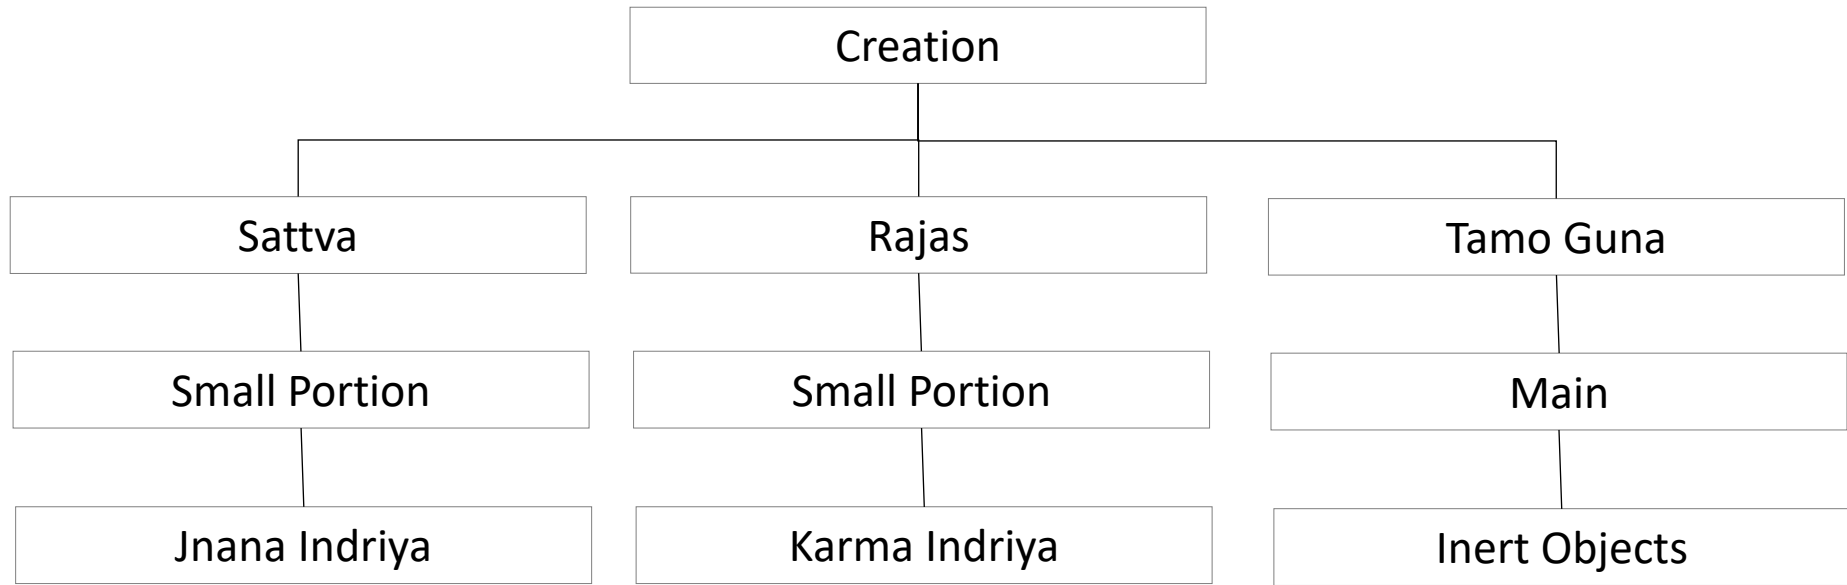 Creation
Sattva
Rajas
Tamo Guna
Small Portion
Small Portion
Main
Jnana Indriya
Karma Indriya
Inert Objects